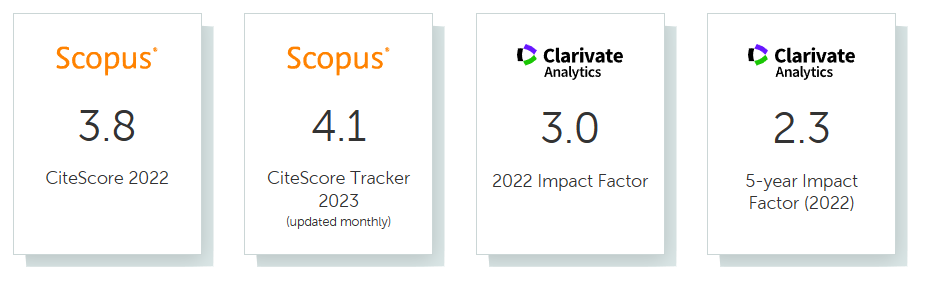 Scopus®
3.8
CiteScore 2022
Scopus®
4.1
CiteScore Tracker
2023
(updated monthly)
Clarivate
Analytics
3.0
2022 Impact Factor
Clarivate
Analytics
2.3
5-year Impact
Factor (2022)